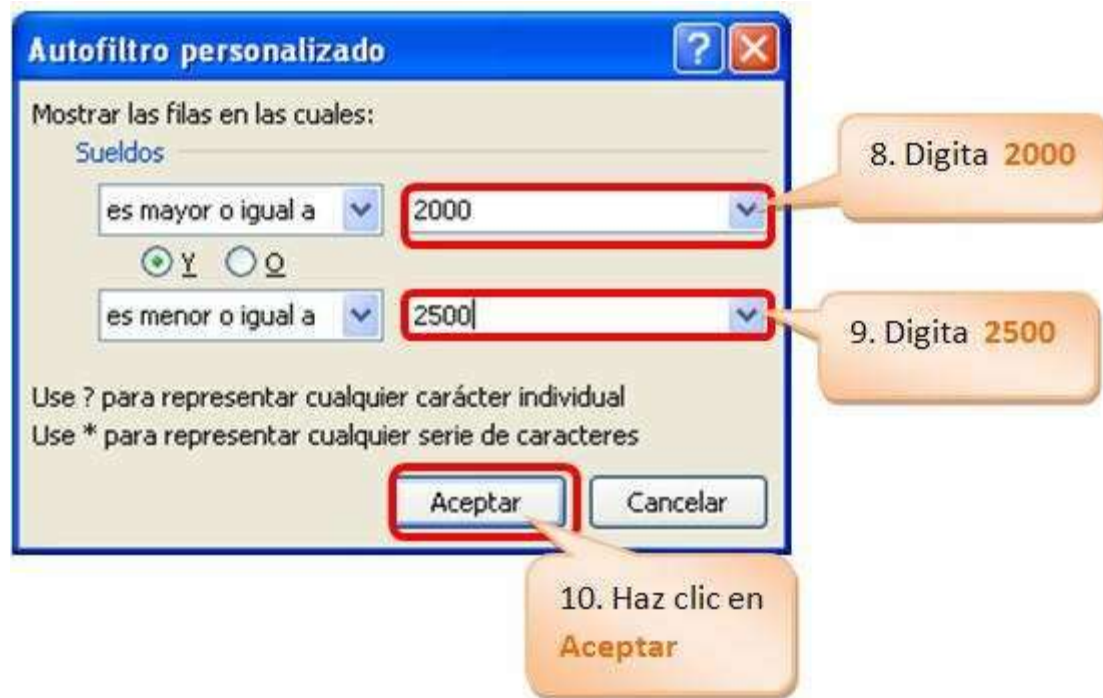 Autofiltro personalizado
?
Mostrar las filas en las cuales:
Sueldos
es mayor o igual a 2000
8. Digita 2000
Y O
es menor o igual a 2500
9. Digita 2500
Use ? para representar cualquier carácter individual
Use * para representar cualquier serie de caracteres
Aceptar Cancelar
10. Haz clic en
Aceptar